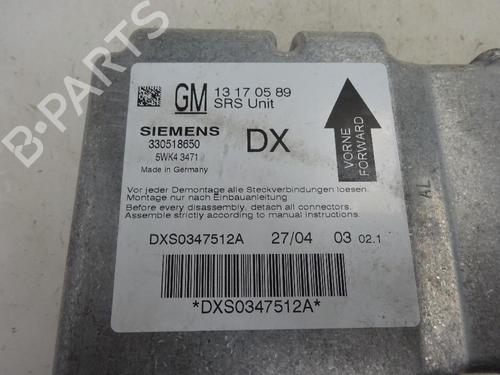 B-PARTS
GM 13 17 05 89
SRS Unit
SIEMENS
330518650
5WK4 3471
Made in Germany
DX
VORNE
FORWARD
Vor jeder Demontage alle Steckverbindungen loesen.
Montage nur nach Einbauanleitung
Before every disassembly, detach all connectors.
Assemble strictly according to manual instructions.
DXS0347512A 27/04 03 02.1
*DXS0347512A*
AL